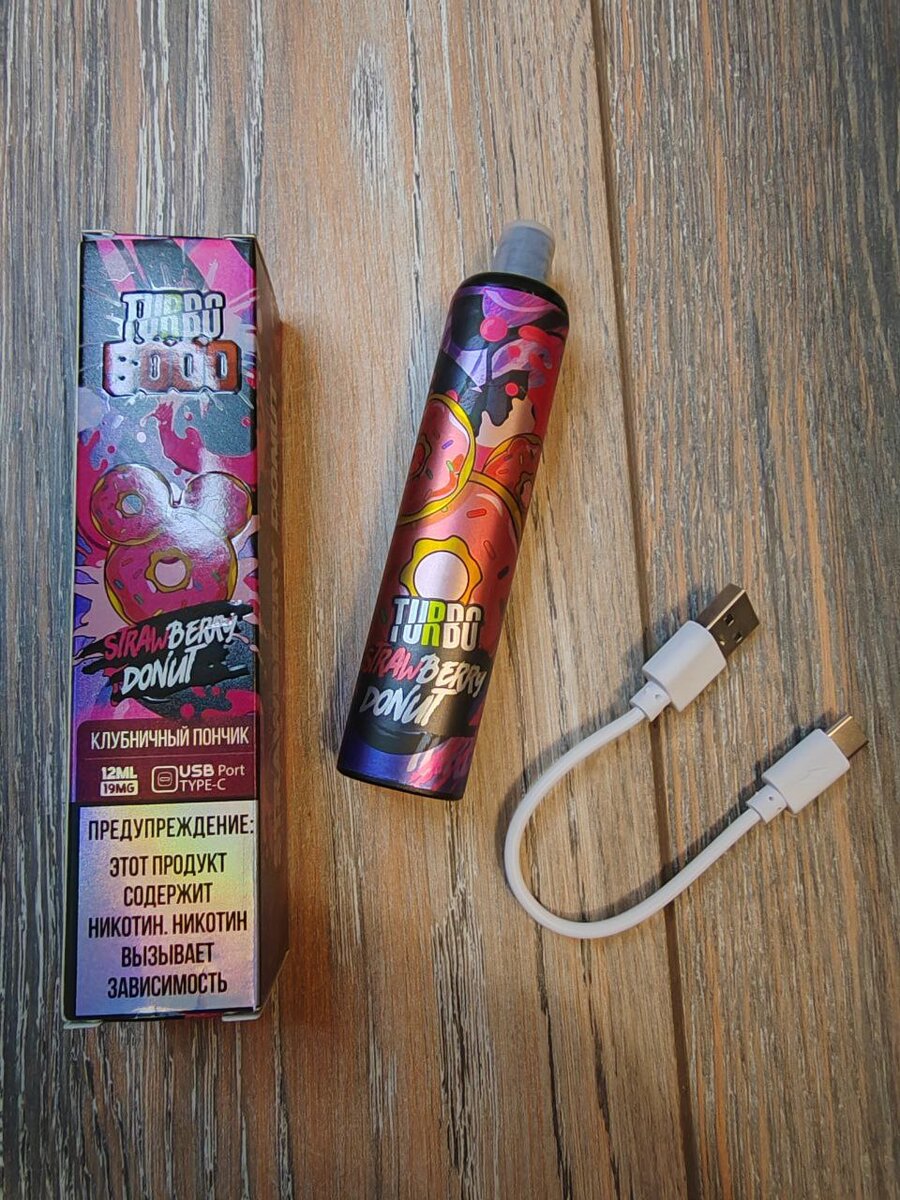 TURBO
8000
STRAWBERRY
DONUT
КЛУБНИЧНЫЙ ПОНЧИК
12ML
19MG
USB Port
TYPE-C
ПРЕДУПРЕЖДЕНИЕ:
ЭТОТ ПРОДУКТ
СОДЕРЖИТ
НИКОТИН. НИКОТИН
ВЫЗЫВАЕТ
ЗАВИСИМОСТЬ
TURBO
STRAWBERRY
DONUT